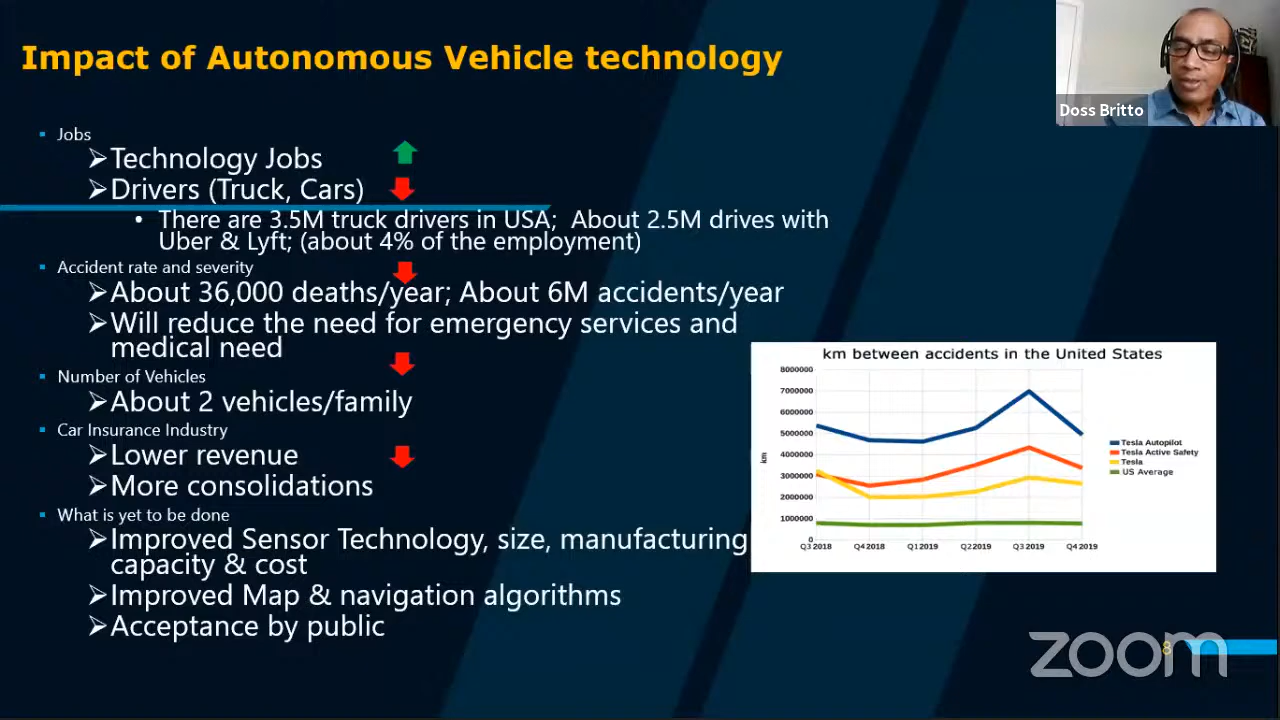 Impact of Autonomous Vehicle technology
Doss Britto
Jobs
Technology Jobs
Drivers (Truck, Cars)
There are 3.5M truck drivers in USA; About 2.5M drives with
Uber & Lyft; (about 4% of the employment)
Accident rate and severity
About 36,000 deaths/year; About 6M accidents/year
Will reduce the need for emergency services and
medical need
Number of Vehicles
About 2 vehicles/family
Car Insurance Industry
Lower revenue
More consolidations
What is yet to be done
Improved Sensor Technology, size, manufacturing
capacity & cost
Improved Map & navigation algorithms
Acceptance by public
km between accidents in the United States
8000000
7000000
6000000
5000000
4000000
3000000
2000000
1000000
0
km
Q3 2018 Q4 2018 Q1 2019 Q2 2019 Q3 2019 Q4 2019
Tesla Autopilot
Tesla Active Safety
Tesla
US Average
8
zoom